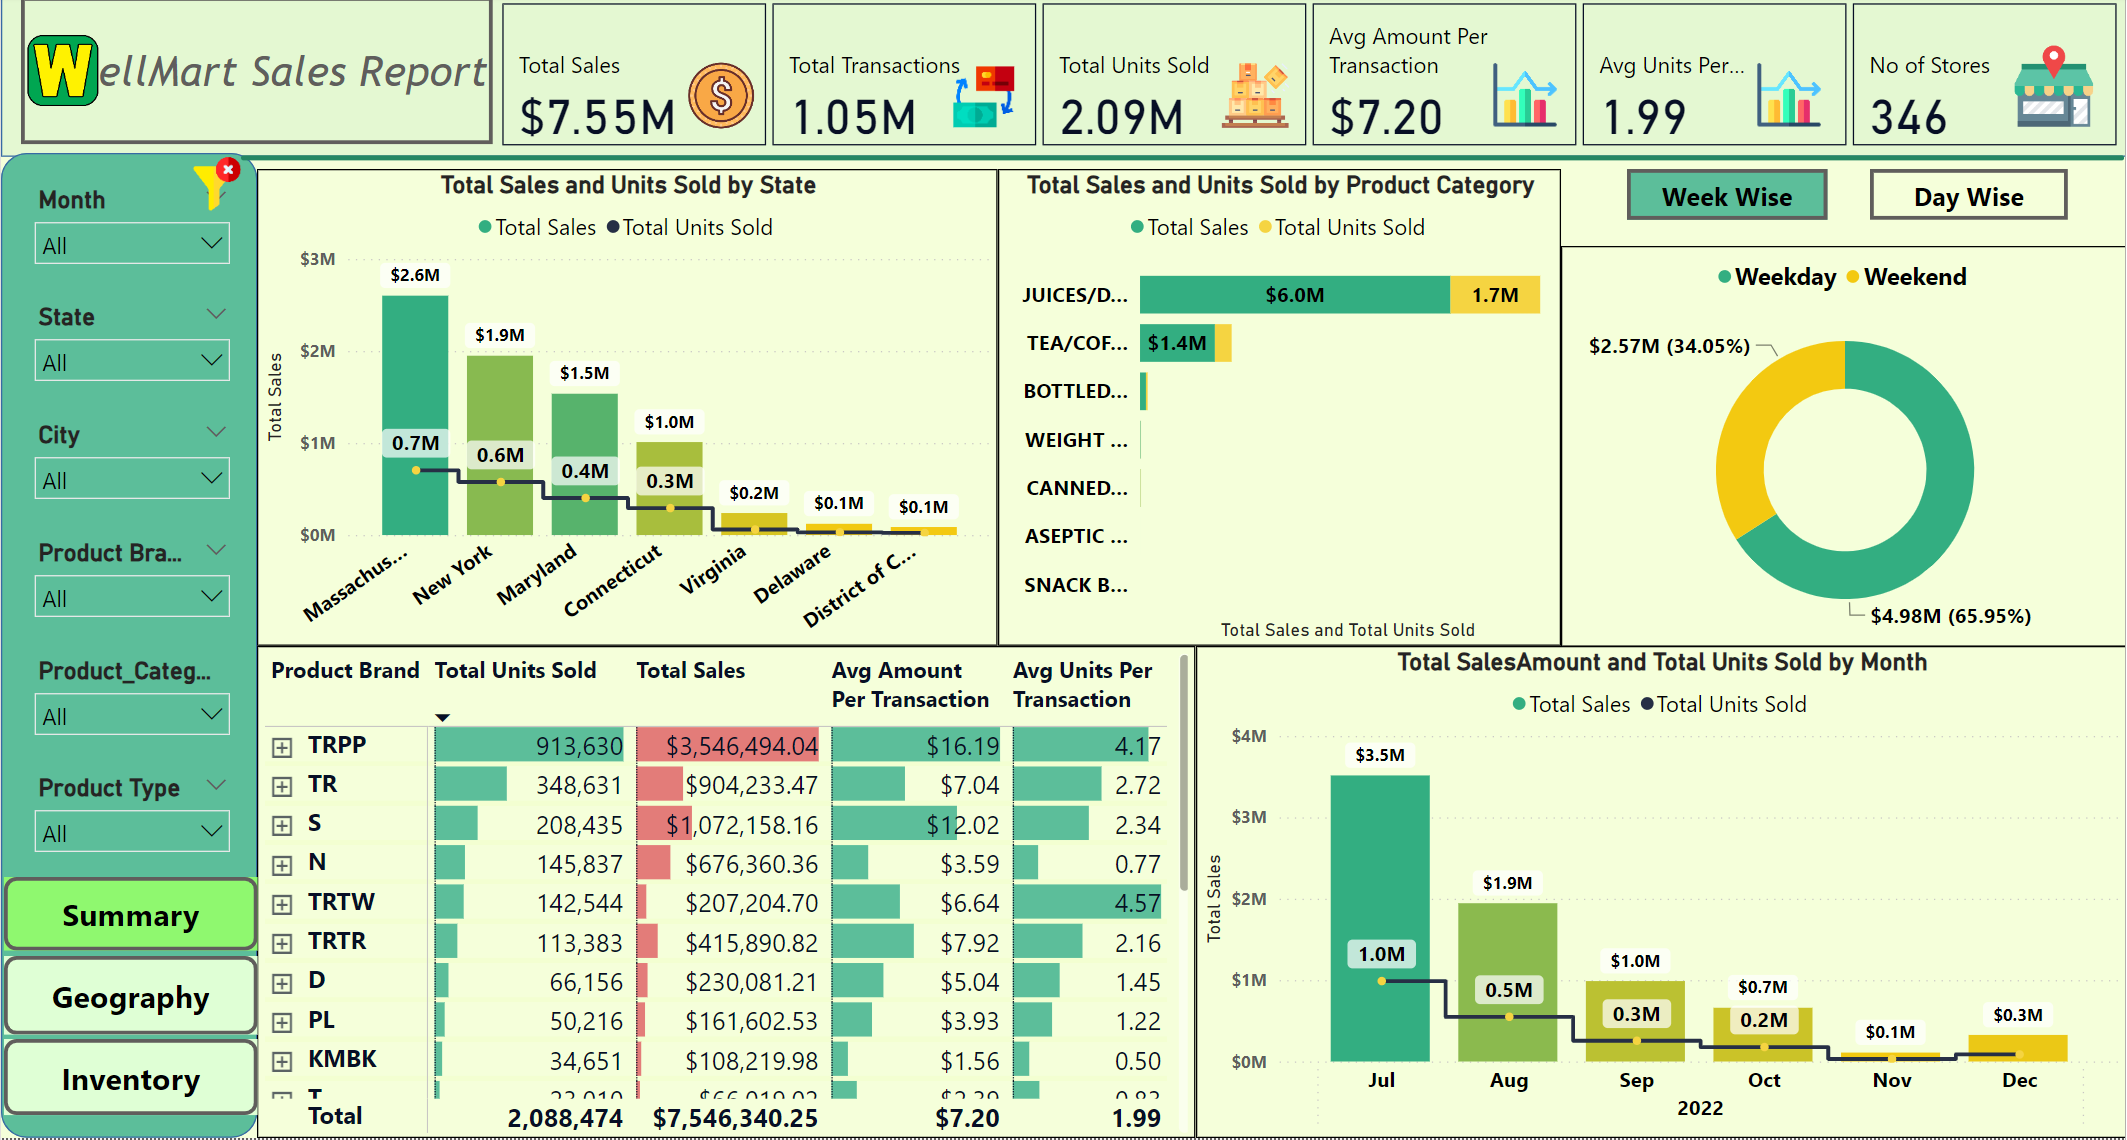 WellMart Sales Report
Total Sales
$7.55M
Total Transactions
1.05M
Total Units Sold
2.09M
Avg Amount Per
Transaction
$7.20
Avg Units Per...
1.99
No of Stores
346
Month
All
State
All
City
All
Product Bra...
All
Product_Categ...
All
Product Type
All
Summary
Geography
Inventory
Total Sales and Units Sold by State
Total Sales Total Units Sold
Total Sales
$3M
$2M
$1M
$0M
$2.6M
$1.9M
$1.5M
$1.0M
$0.2M
$0.1M
$0.1M
0.7M
0.6M
0.4M
0.3M
Massachus...
New York
Maryland
Connecticut
Virginia
Delaware
District of C...
Total Sales and Units Sold by Product Category
Total Sales Total Units Sold
JUICES/D... $6.0M 1.7M
TEA/COF... $1.4M
BOTTLED...
WEIGHT ...
CANNED...
ASEPTIC ...
SNACK B...
Total Sales and Total Units Sold
Week Wise
Day Wise
Weekday Weekend
$2.57M (34.05%)
$4.98M (65.95%)
Product Brand Total Units Sold Total Sales Avg Amount Per Transaction Avg Units Per Transaction
TRPP 913,630 $3,546,494.04 $16.19 4.17
TR 348,631 $904,233.47 $7.04 2.72
S 208,435 $1,072,158.16 $12.02 2.34
N 145,837 $676,360.36 $3.59 0.77
TRTW 142,544 $207,204.70 $6.64 4.57
TRTR 113,383 $415,890.82 $7.92 2.16
D 66,156 $230,081.21 $5.04 1.45
PL 50,216 $161,602.53 $3.93 1.22
KMBK 34,651 $108,219.98 $1.56 0.50
Total 2,088,474 $7,546,340.25 $7.20 1.99
Total SalesAmount and Total Units Sold by Month
Total Sales Total Units Sold
Total Sales
$4M
$3M
$2M
$1M
$0M
$3.5M
$1.9M
$1.0M
$0.7M
$0.1M
$0.3M
1.0M
0.5M
0.3M
0.2M
Jul
Aug
Sep
Oct
Nov
Dec
2022